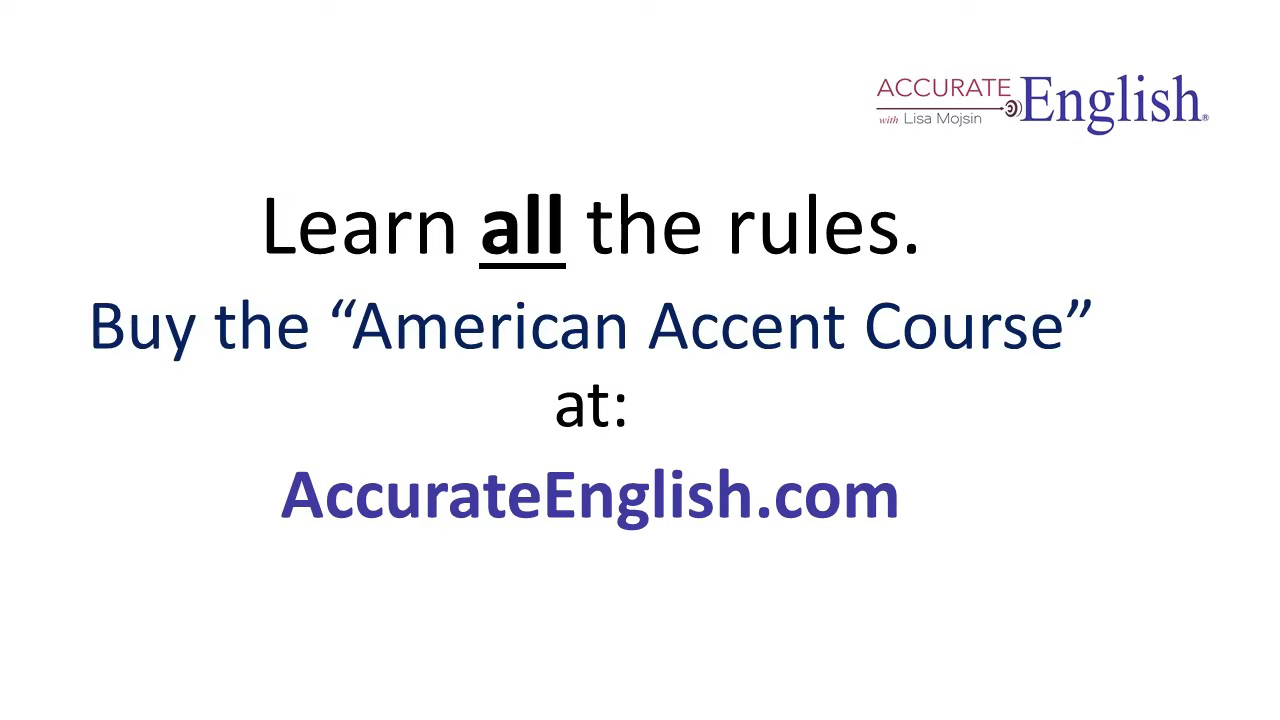 ACCURATE English®
with Lisa Mojsin
Learn all the rules.
Buy the “American Accent Course”
at:
AccurateEnglish.com